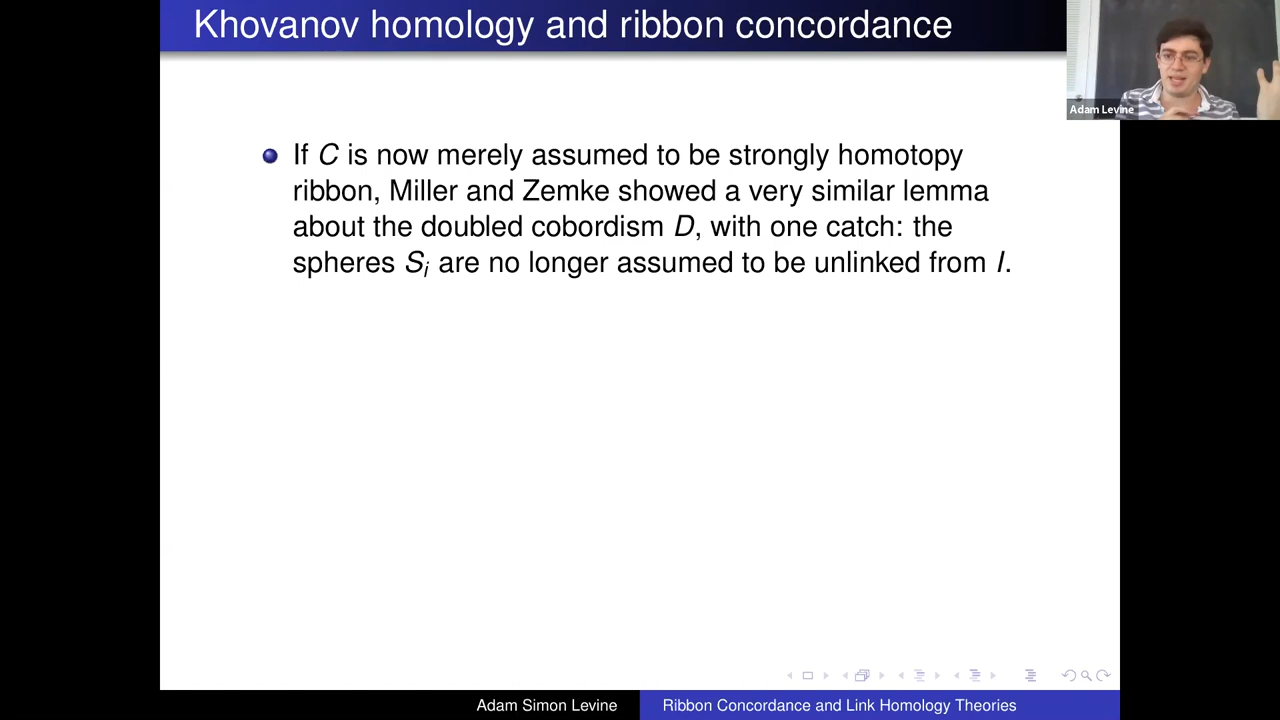 Khovanov homology and ribbon concordance
Adam Levine
If C is now merely assumed to be strongly homotopy
ribbon, Miller and Zemke showed a very similar lemma
about the doubled cobordism D, with one catch: the
spheres Sᵢ are no longer assumed to be unlinked from I.
Adam Simon Levine
Ribbon Concordance and Link Homology Theories